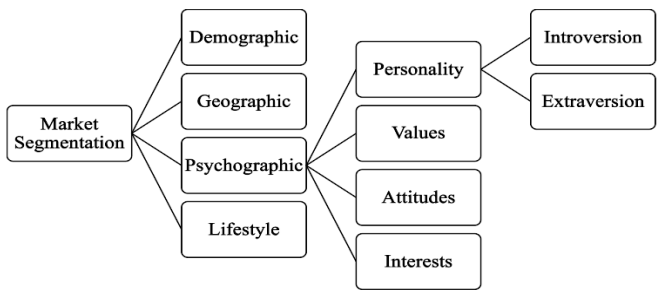 Market
Segmentation
Demographic
Geographic
Psychographic
Lifestyle
Personality
Values
Attitudes
Interests
Introversion
Extraversion